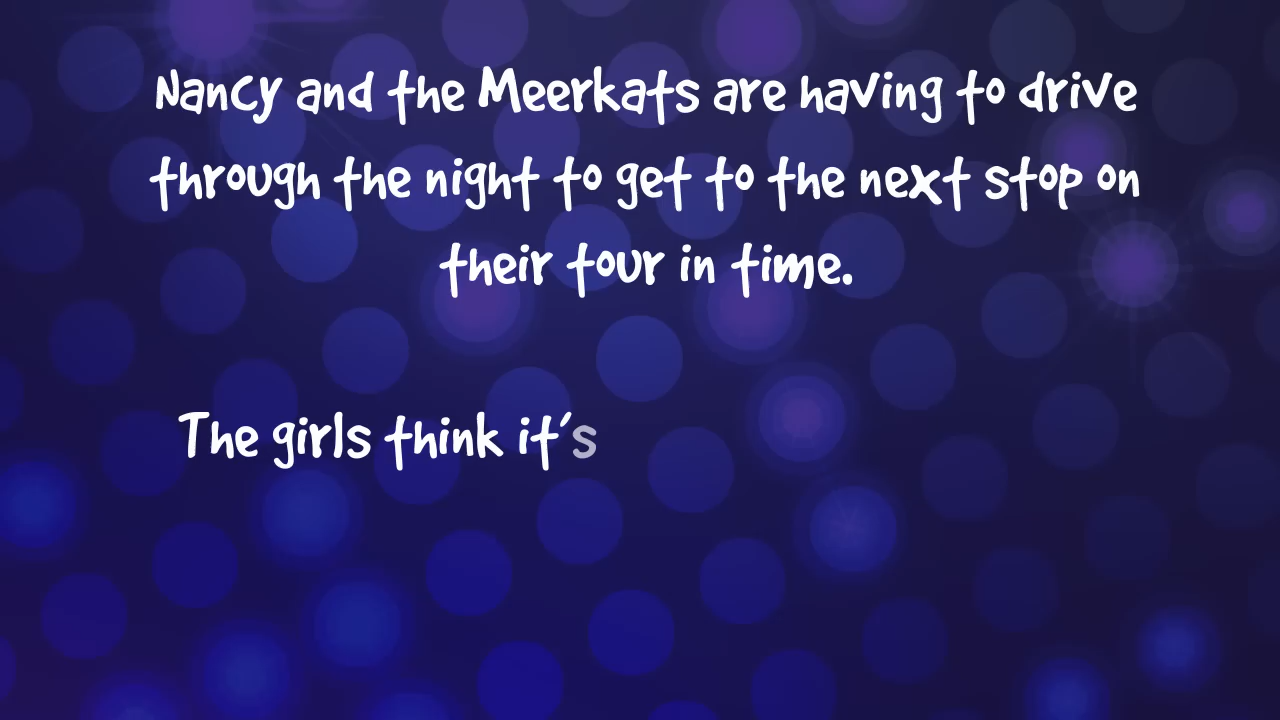 Nancy and the Meerkats are having to drive
through the night to get to the next stop on
their tour in time.
The girls think it's